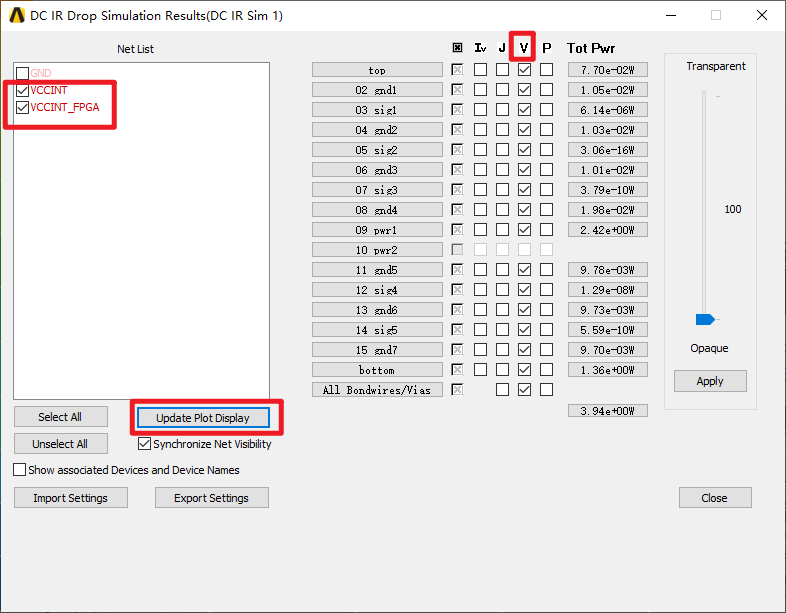 DC IR Drop Simulation Results(DC IR Sim 1)
Net List
Iv J V P Tot Pwr
GND
VCCINT
VCCINT_FPGA
top 7.70e-02W
02 gnd1 1.05e-02W
03 sig1 6.14e-06W
04 gnd2 1.03e-02W
05 sig2 3.06e-16W
06 gnd3 1.01e-02W
07 sig3 3.79e-10W
08 gnd4 1.98e-02W
09 pwr1 2.42e+00W
10 pwr2
11 gnd5 9.78e-03W
12 sig4 1.29e-08W
13 gnd6 9.73e-03W
14 sig5 5.59e-10W
15 gnd7 9.70e-03W
bottom 1.36e+00W
All Bondwires/Vias
3.94e+00W
Transparent
100
Opaque
Apply
Select All
Update Plot Display
Unselect All
Synchronize Net Visibility
Show associated Devices and Device Names
Import Settings
Export Settings
Close